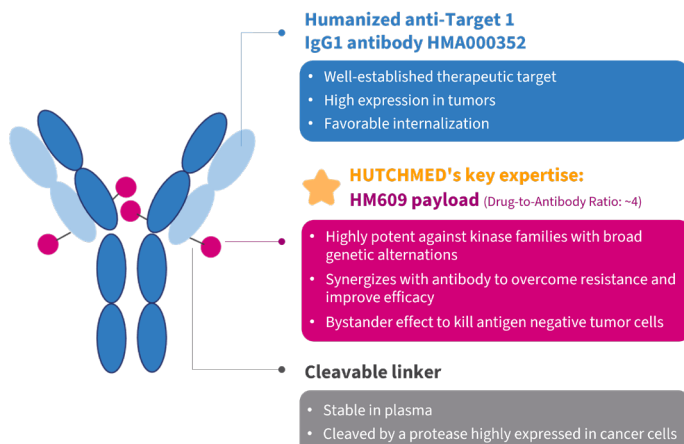 Humanized anti-Target 1
IgG1 antibody HMA000352
• Well-established therapeutic target
• High expression in tumors
• Favorable internalization
HUTCHMED's key expertise:
HM609 payload (Drug-to-Antibody Ratio: ~4)
• Highly potent against kinase families with broad
genetic alternations
• Synergizes with antibody to overcome resistance and
improve efficacy
• Bystander effect to kill antigen negative tumor cells
Cleavable linker
• Stable in plasma
• Cleaved by a protease highly expressed in cancer cells